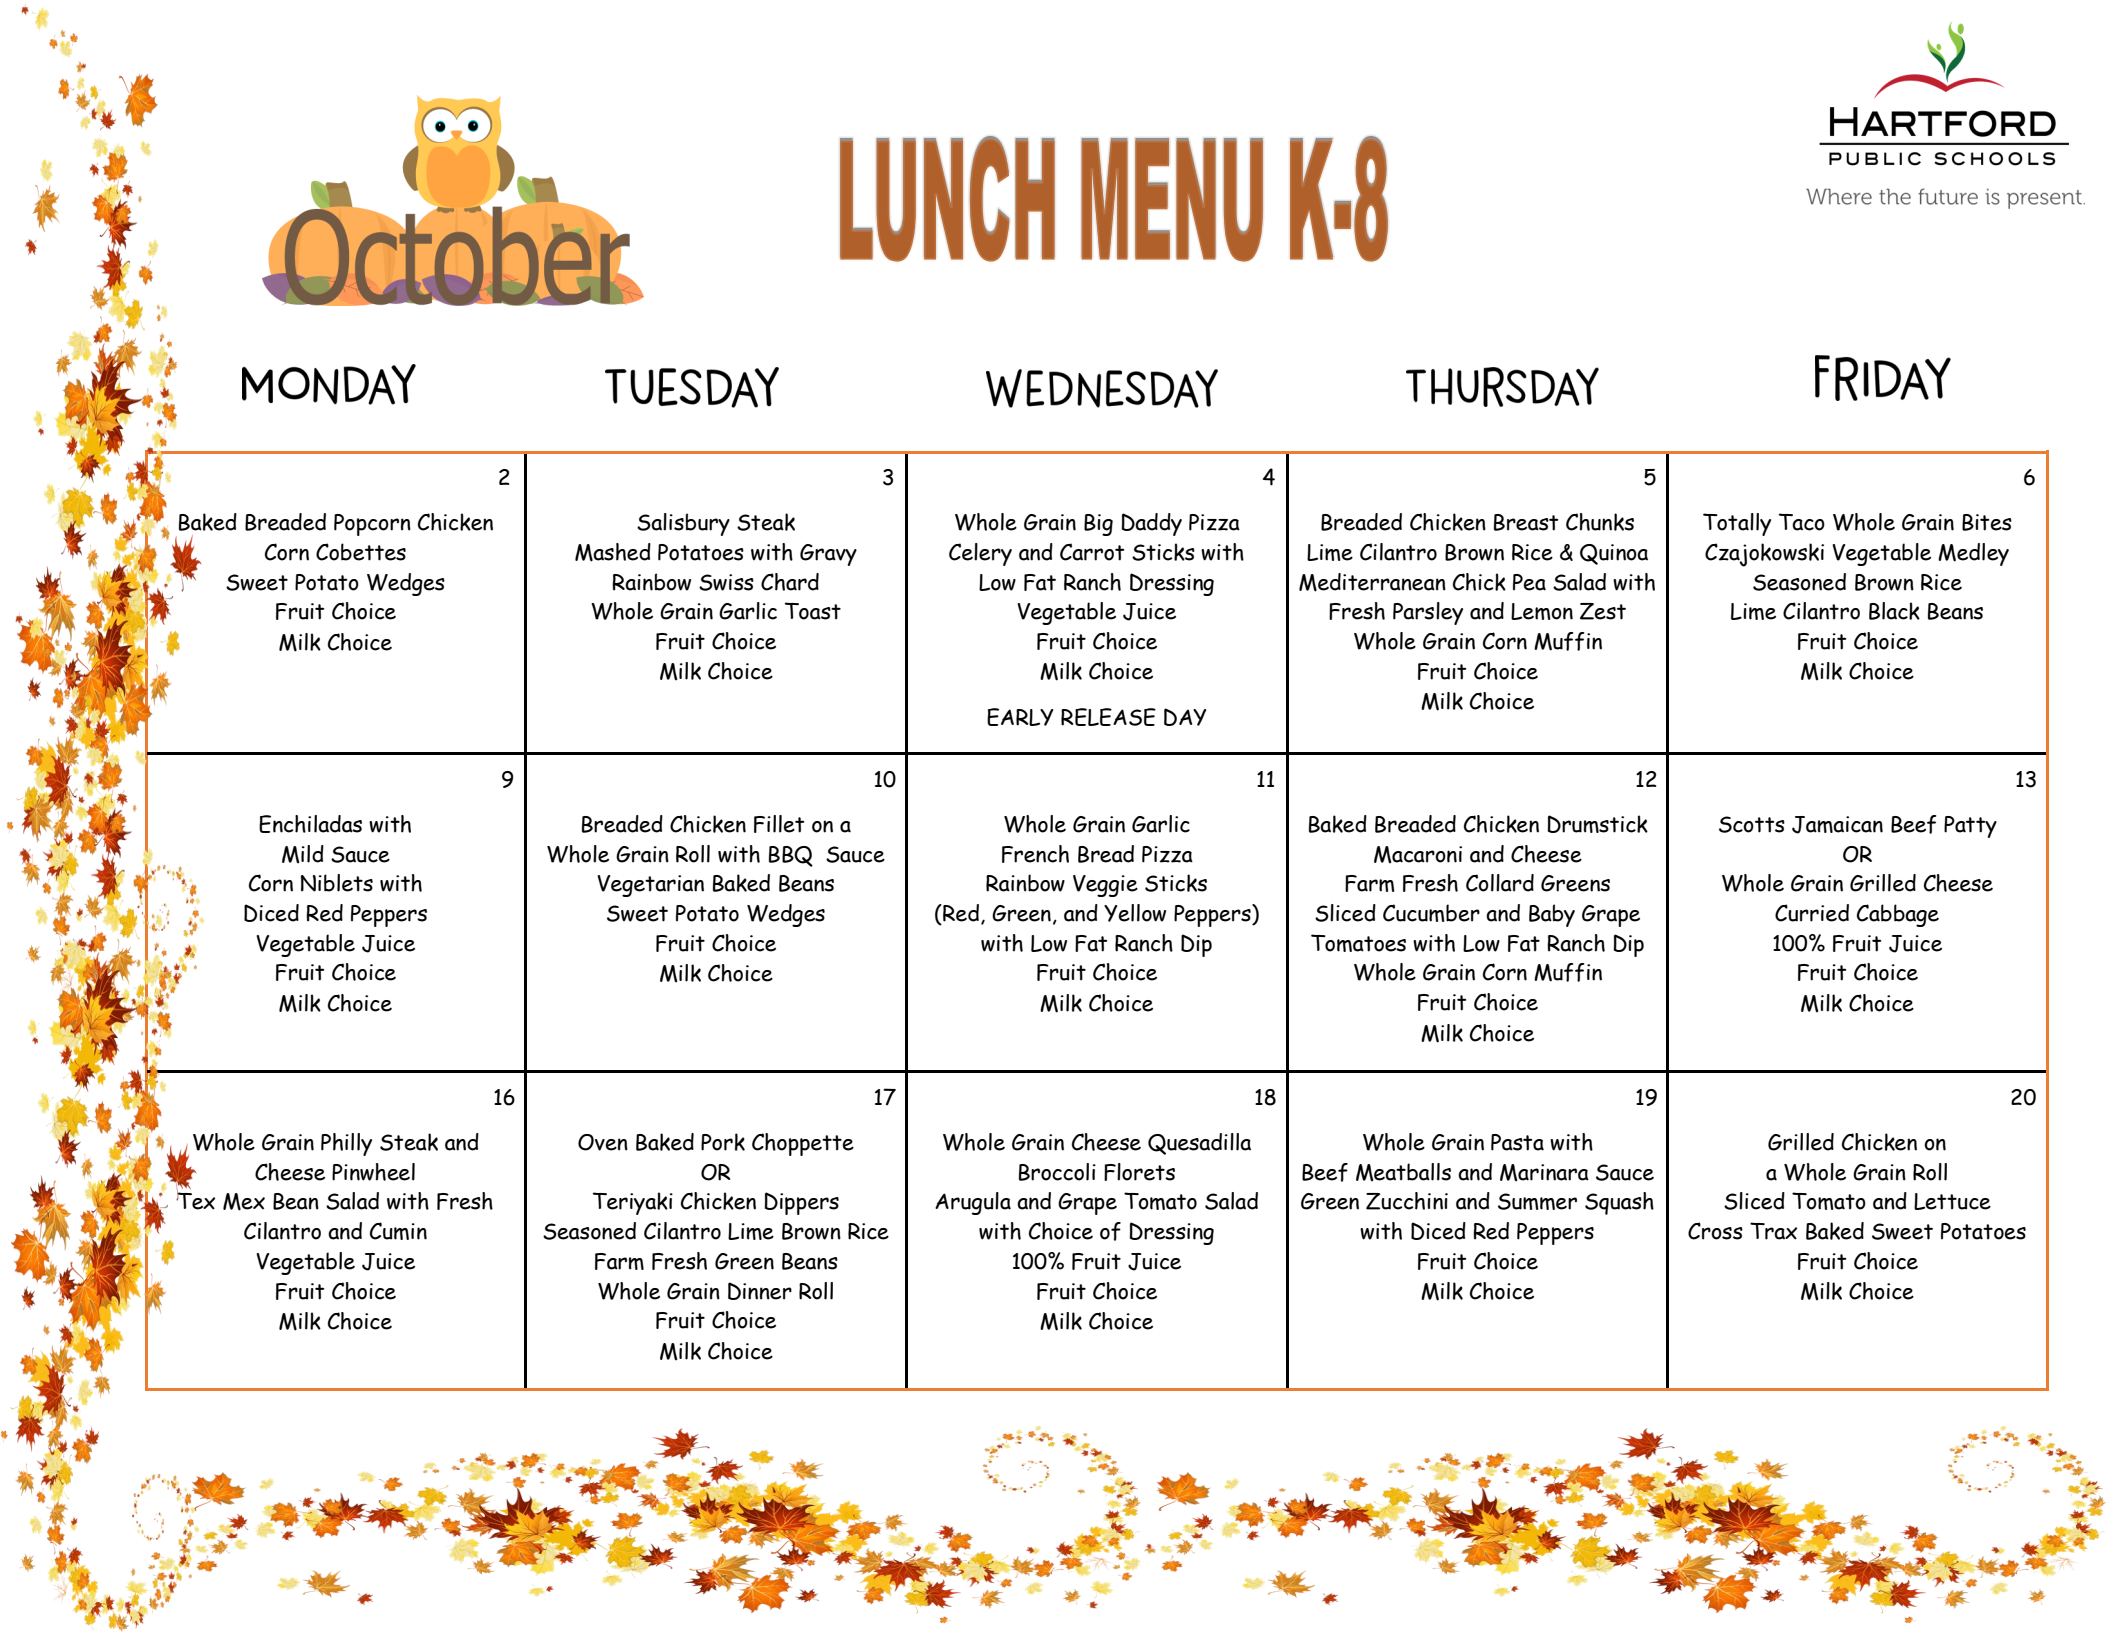 October
LUNCH MENU K-8
HARTFORD
PUBLIC SCHOOLS
Where the future is present.
MONDAY
TUESDAY
WEDNESDAY
THURSDAY
FRIDAY
2
Baked Breaded Popcorn Chicken
Corn Cobettes
Sweet Potato Wedges
Fruit Choice
Milk Choice
3
Salisbury Steak
Mashed Potatoes with Gravy
Rainbow Swiss Chard
Whole Grain Garlic Toast
Fruit Choice
Milk Choice
4
Whole Grain Big Daddy Pizza
Celery and Carrot Sticks with
Low Fat Ranch Dressing
Vegetable Juice
Fruit Choice
Milk Choice
EARLY RELEASE DAY
5
Breaded Chicken Breast Chunks
Lime Cilantro Brown Rice & Quinoa
Mediterranean Chick Pea Salad with
Fresh Parsley and Lemon Zest
Whole Grain Corn Muffin
Fruit Choice
Milk Choice
6
Totally Taco Whole Grain Bites
Czajokowski Vegetable Medley
Seasoned Brown Rice
Lime Cilantro Black Beans
Fruit Choice
Milk Choice
9
Enchiladas with
Mild Sauce
Corn Niblets with
Diced Red Peppers
Vegetable Juice
Fruit Choice
Milk Choice
10
Breaded Chicken Fillet on a
Whole Grain Roll with BBQ Sauce
Vegetarian Baked Beans
Sweet Potato Wedges
Fruit Choice
Milk Choice
11
Whole Grain Garlic
French Bread Pizza
Rainbow Veggie Sticks
(Red, Green, and Yellow Peppers)
with Low Fat Ranch Dip
Fruit Choice
Milk Choice
12
Baked Breaded Chicken Drumstick
Macaroni and Cheese
Farm Fresh Collard Greens
Sliced Cucumber and Baby Grape
Tomatoes with Low Fat Ranch Dip
Whole Grain Corn Muffin
Fruit Choice
Milk Choice
13
Scotts Jamaican Beef Patty
OR
Whole Grain Grilled Cheese
Curried Cabbage
100% Fruit Juice
Fruit Choice
Milk Choice
16
Whole Grain Philly Steak and
Cheese Pinwheel
Tex Mex Bean Salad with Fresh
Cilantro and Cumin
Vegetable Juice
Fruit Choice
Milk Choice
17
Oven Baked Pork Choppette
OR
Teriyaki Chicken Dippers
Seasoned Cilantro Lime Brown Rice
Farm Fresh Green Beans
Whole Grain Dinner Roll
Fruit Choice
Milk Choice
18
Whole Grain Cheese Quesadilla
Broccoli Florets
Arugula and Grape Tomato Salad
with Choice of Dressing
100% Fruit Juice
Fruit Choice
Milk Choice
19
Whole Grain Pasta with
Beef Meatballs and Marinara Sauce
Green Zucchini and Summer Squash
with Diced Red Peppers
Fruit Choice
Milk Choice
20
Grilled Chicken on
a Whole Grain Roll
Sliced Tomato and Lettuce
Cross Trax Baked Sweet Potatoes
Fruit Choice
Milk Choice